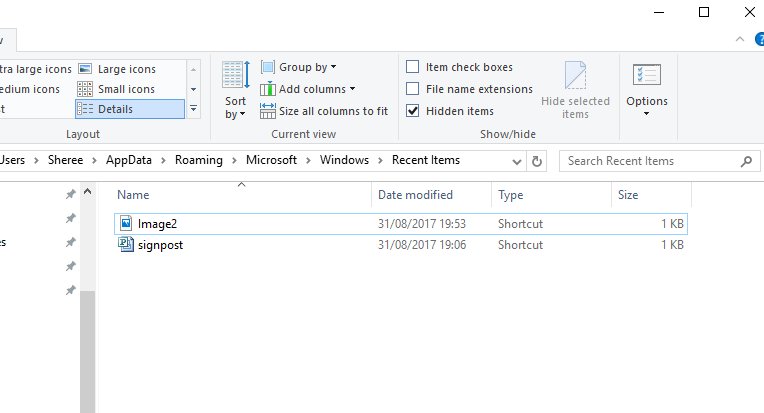 tra large icons
Large icons
edium icons
Small icons
st
Details
Layout
Sort by
Group by
Add columns
Size all columns to fit
Current view
Item check boxes
File name extensions
Hidden items
Hide selected items
Show/hide
Options
Users > Sheree > AppData > Roaming > Microsoft > Windows > Recent Items
Search Recent Items
Name Date modified Type Size
Image2 31/08/2017 19:53 Shortcut 1 KB
signpost 31/08/2017 19:06 Shortcut 1 KB
es